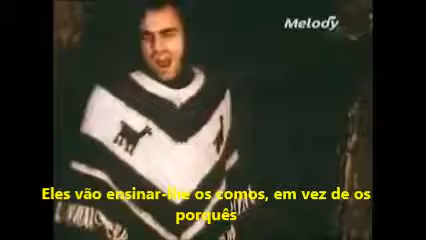 Melody
Eles vão ensinar-lhe os comos, em vez de os
porquês